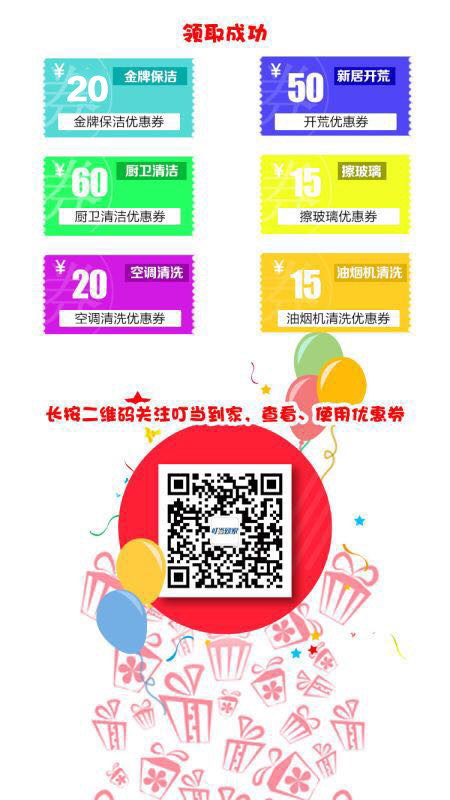 领取成功
¥20 金牌保洁
金牌保洁优惠券
¥50 新居开荒
开荒优惠券
¥60 厨卫清洁
厨卫清洁优惠券
¥15 擦玻璃
擦玻璃优惠券
¥20 空调清洗
空调清洗优惠券
¥15 油烟机清洗
油烟机清洗优惠券
长按二维码关注叮当到家，查看、使用优惠券
叮当到家